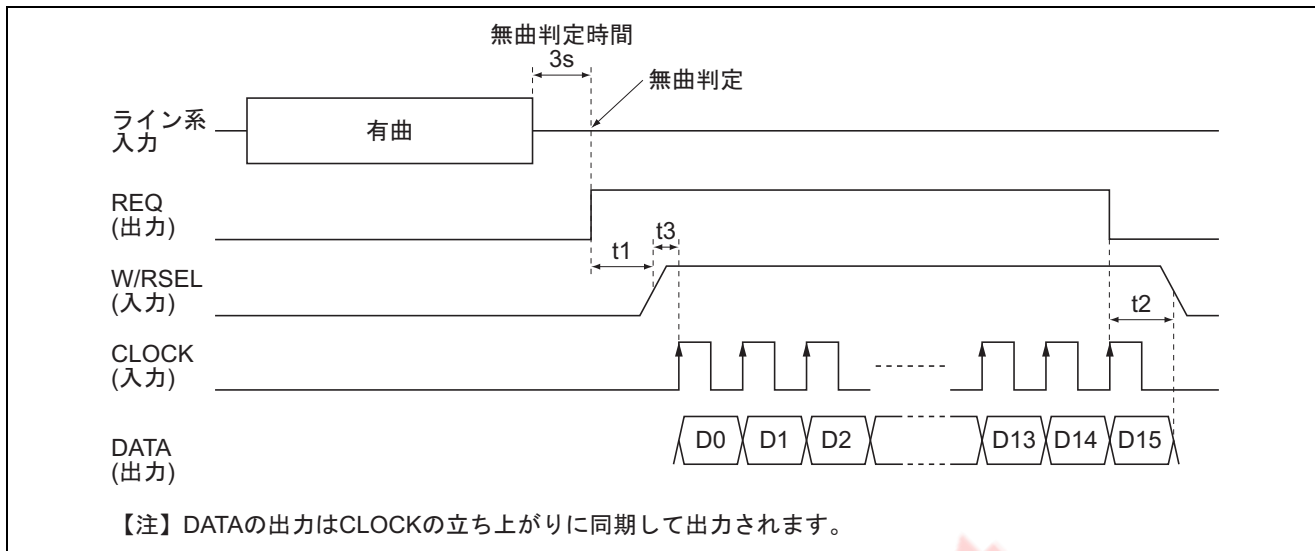 無曲判定時間
3s
無曲判定
ライン系
入力
有曲
REQ
(出力)
t1
t3
W/RSEL
(入力)
t2
CLOCK
(入力)
DATA
(出力)
D0
D1
D2
D13
D14
D15
【注】DATAの出力はCLOCKの立ち上がりに同期して出力されます。